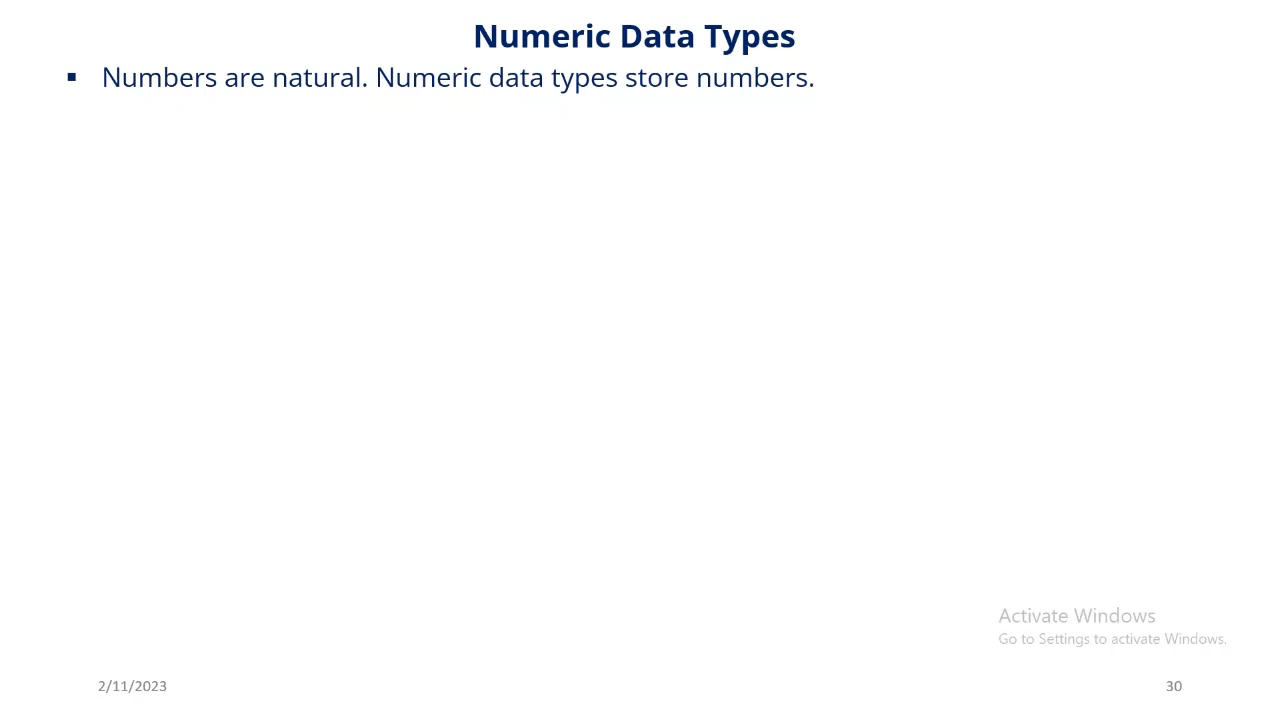 Numeric Data Types
▪ Numbers are natural. Numeric data types store numbers.
Activate Windows
Go to Settings to activate Windows.
2/11/2023
30